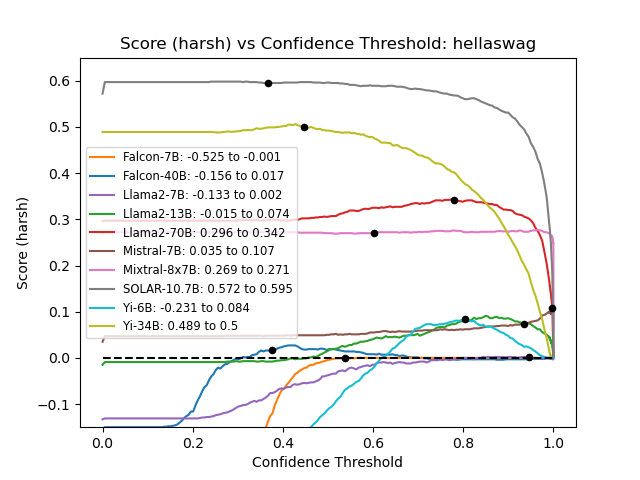 Score (harsh) vs Confidence Threshold: hellaswag
Score (harsh)
0.6
0.5
0.4
0.3
0.2
0.1
0.0
−0.1
Falcon-7B: -0.525 to -0.001
Falcon-40B: -0.156 to 0.017
Llama2-7B: -0.133 to 0.002
Llama2-13B: -0.015 to 0.074
Llama2-70B: 0.296 to 0.342
Mistral-7B: 0.035 to 0.107
Mixtral-8x7B: 0.269 to 0.271
SOLAR-10.7B: 0.572 to 0.595
Yi-6B: -0.231 to 0.084
Yi-34B: 0.489 to 0.5
0.0 0.2 0.4 0.6 0.8 1.0
Confidence Threshold